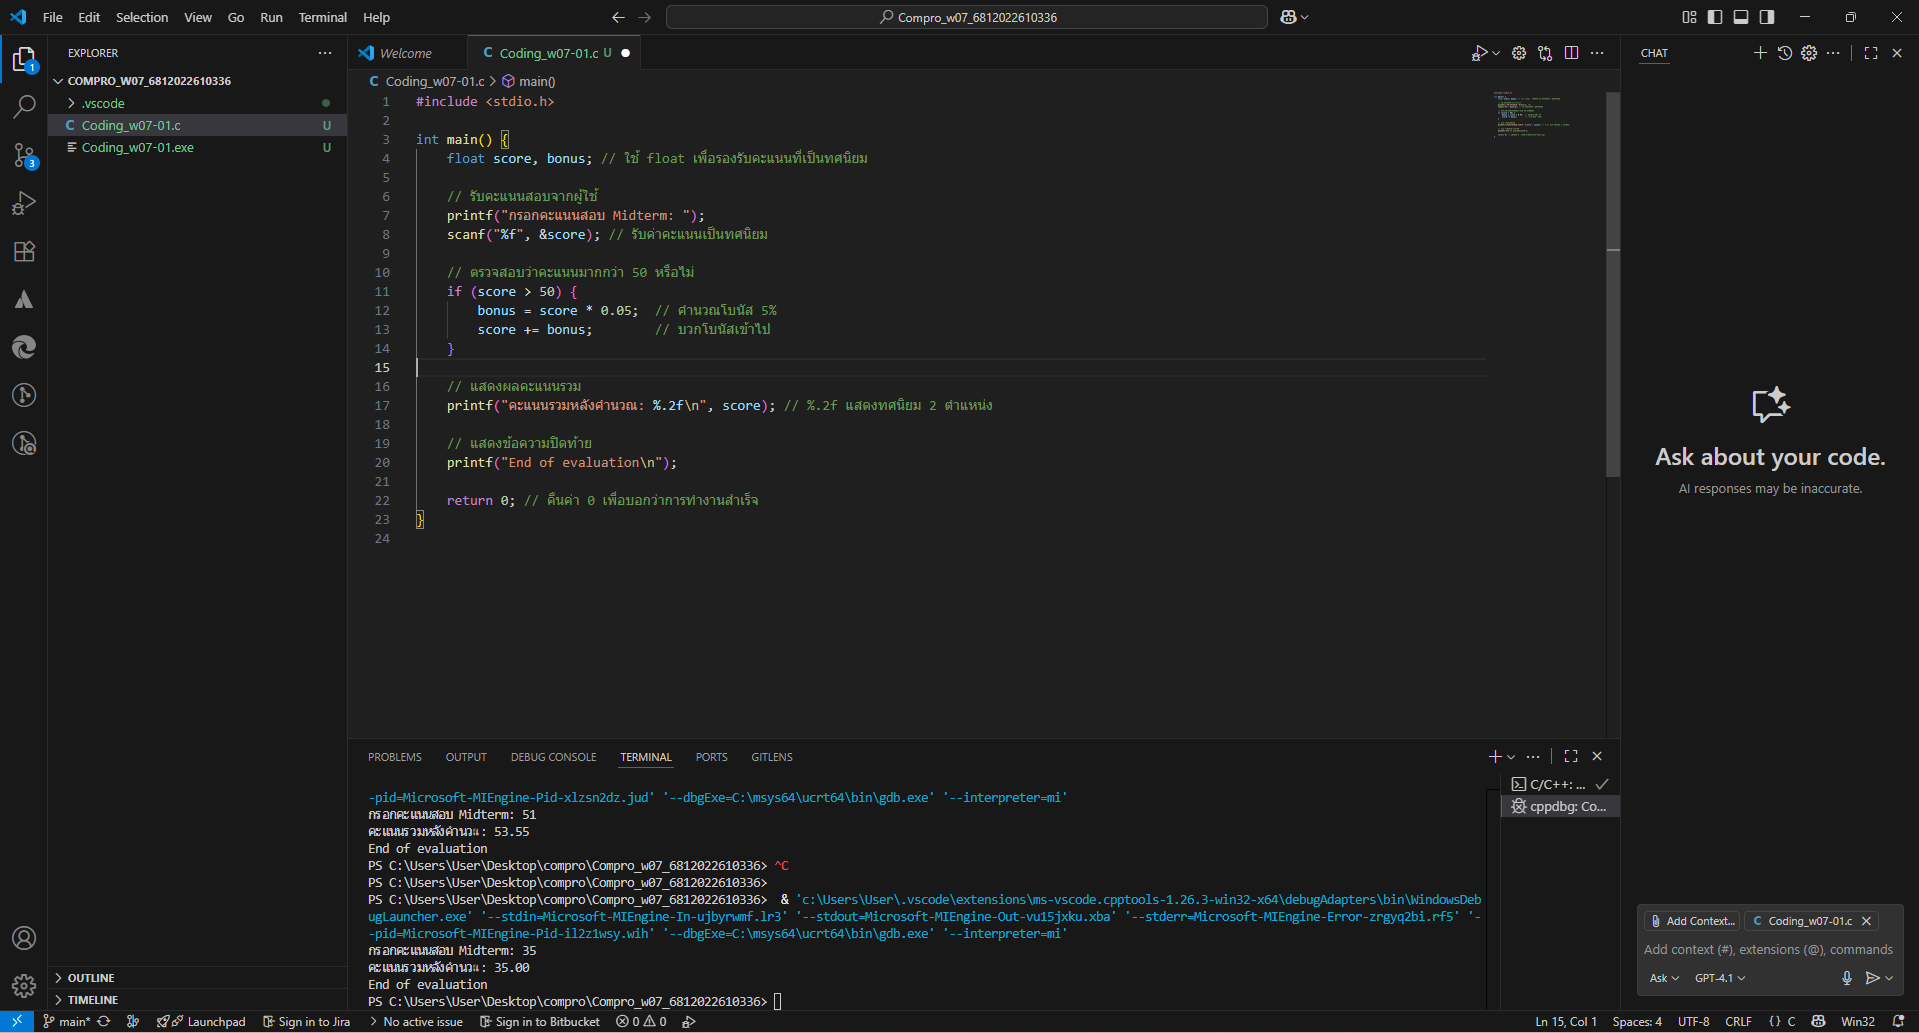 File Edit Selection View Go Run Terminal Help
Compro_w07_6812022610336
EXPLORER
COMPRO_W07_6812022610336
.vscode
Coding_w07-01.c U
Coding_w07-01.exe U
OUTLINE
TIMELINE
1
3
Welcome
C Coding_w07-01.c U
C Coding_w07-01.c > main()
1 #include <stdio.h>
2
3 int main() {
4 float score, bonus; // ใช้ float เพื่อรองรับคะแนนที่เป็นทศนิยม
5
6 // รับคะแนนสอบจากผู้ใช้
7 printf("กรอกคะแนนสอบ Midterm: ");
8 scanf("%f", &score); // รับค่าคะแนนเป็นทศนิยม
9
10 // ตรวจสอบว่าคะแนนมากกว่า 50 หรือไม่
11 if (score > 50) {
12 bonus = score * 0.05; // คำนวณโบนัส 5%
13 score += bonus; // บวกโบนัสเข้าไป
14 }
15
16 // แสดงผลคะแนนรวม
17 printf("คะแนนรวมหลังคำนวณ: %.2f\n", score); // %.2f แสดงทศนิยม 2 ตำแหน่ง
18
19 // แสดงข้อความปิดท้าย
20 printf("End of evaluation\n");
21
22 return 0; // คืนค่า 0 เพื่อบอกว่าการทำงานสำเร็จ
23 }
24
PROBLEMS OUTPUT DEBUG CONSOLE TERMINAL PORTS GITLENS
-pid=Microsoft-MIEngine-Pid-xlzsn2dz.jud' '--dbgExe=C:\msys64\ucrt64\bin\gdb.exe' '--interpreter=mi'
กรอกคะแนนสอบ Midterm: 51
คะแนนรวมหลังคำนวณ: 53.55
End of evaluation
PS C:\Users\User\Desktop\compro\Compro_w07_6812022610336> ^C
PS C:\Users\User\Desktop\compro\Compro_w07_6812022610336>
PS C:\Users\User\Desktop\compro\Compro_w07_6812022610336> & 'c:\Users\User\.vscode\extensions\ms-vscode.cpptools-1.26.3-win32-x64\debugAdapters\bin\WindowsDeb
ugLauncher.exe' '--stdin=Microsoft-MIEngine-In-ujbyrwmf.lr3' '--stdout=Microsoft-MIEngine-Out-vu15jxku.xba' '--stderr=Microsoft-MIEngine-Error-zrgyq2bi.rf5' '-
-pid=Microsoft-MIEngine-Pid-il2z1wsy.wih' '--dbgExe=C:\msys64\ucrt64\bin\gdb.exe' '--interpreter=mi'
กรอกคะแนนสอบ Midterm: 35
คะแนนรวมหลังคำนวณ: 35.00
End of evaluation
PS C:\Users\User\Desktop\compro\Compro_w07_6812022610336>
C/C++: ...
cppdbg: Co...
CHAT
Ask about your code.
AI responses may be inaccurate.
Add Context... C Coding_w07-01.c
Add context (#), extensions (@), commands
Ask GPT-4.1
main* Launchpad Sign in to Jira No active issue Sign in to Bitbucket 0 0 Ln 15, Col 1 Spaces: 4 UTF-8 CRLF {} C Win32